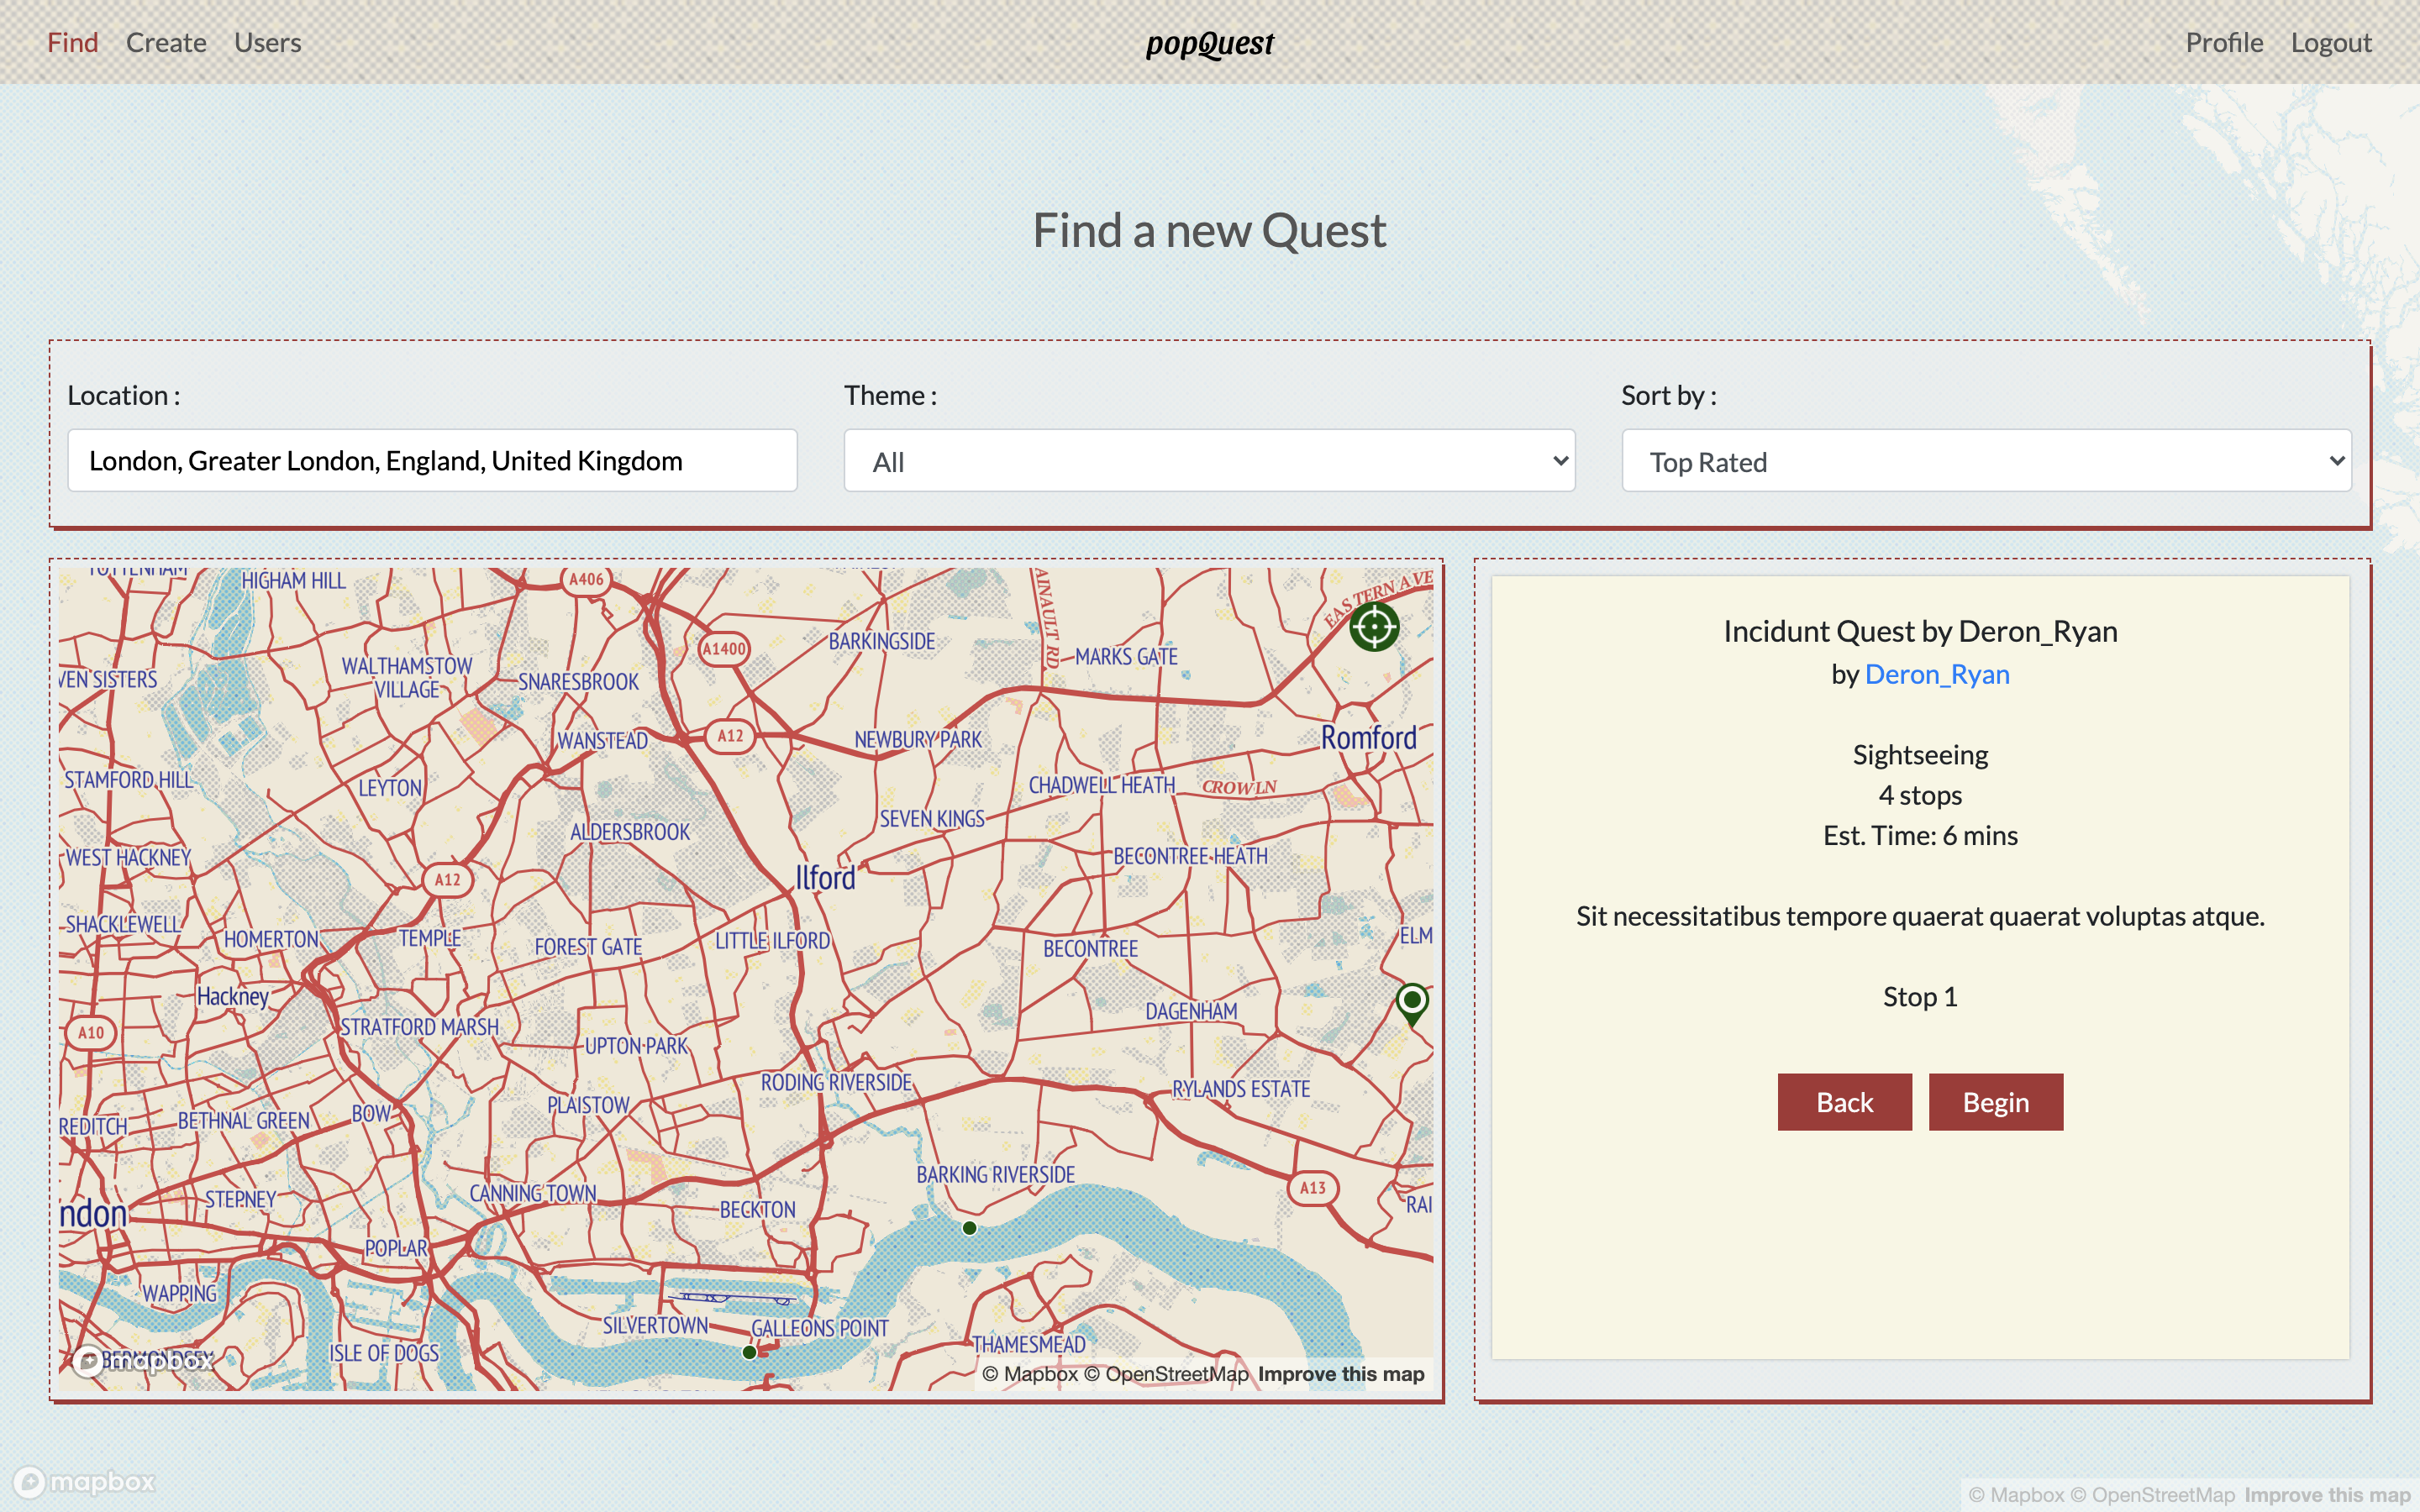 Find Create Users
popQuest
Profile Logout
Find a new Quest
Location :
Theme :
Sort by :
London, Greater London, England, United Kingdom
All
Top Rated
HIGHAM HILL
A406
EASTERN AVE
AINAULT RD
A1400
BARKINGSIDE
MARKS GATE
WALTHAMSTOW
VILLAGE
VEN SISTERS
SNARESBROOK
WANSTEAD
A12
NEWBURY PARK
Romford
STAMFORD HILL
LEYTON
CHADWELL HEATH
CROW LN
SEVEN KINGS
ALDERSBROOK
WEST HACKNEY
BECONTREE HEATH
A12
Ilford
SHACKLEWELL
HOMERTON
TEMPLE
FOREST GATE
LITTLE ILFORD
BECONTREE
ELM
Hackney
DAGENHAM
A10
STRATFORD MARSH
UPTON PARK
RODING RIVERSIDE
RYLANDS ESTATE
PLAISTOW
REDITCH
BETHNAL GREEN
BOW
BARKING RIVERSIDE
A13
STEPNEY
CANNING TOWN
BECKTON
RAI
ndon
POPLAR
WAPPING
SILVERTOWN
GALLEONS POINT
THAMESMEAD
ISLE OF DOGS
BERMONDSEY
mapbox
© Mapbox © OpenStreetMap Improve this map
Incidunt Quest by Deron_Ryan
by Deron_Ryan
Sightseeing
4 stops
Est. Time: 6 mins
Sit necessitatibus tempore quaerat quaerat voluptas atque.
Stop 1
Back
Begin
mapbox
© Mapbox © OpenStreetMap Improve this map